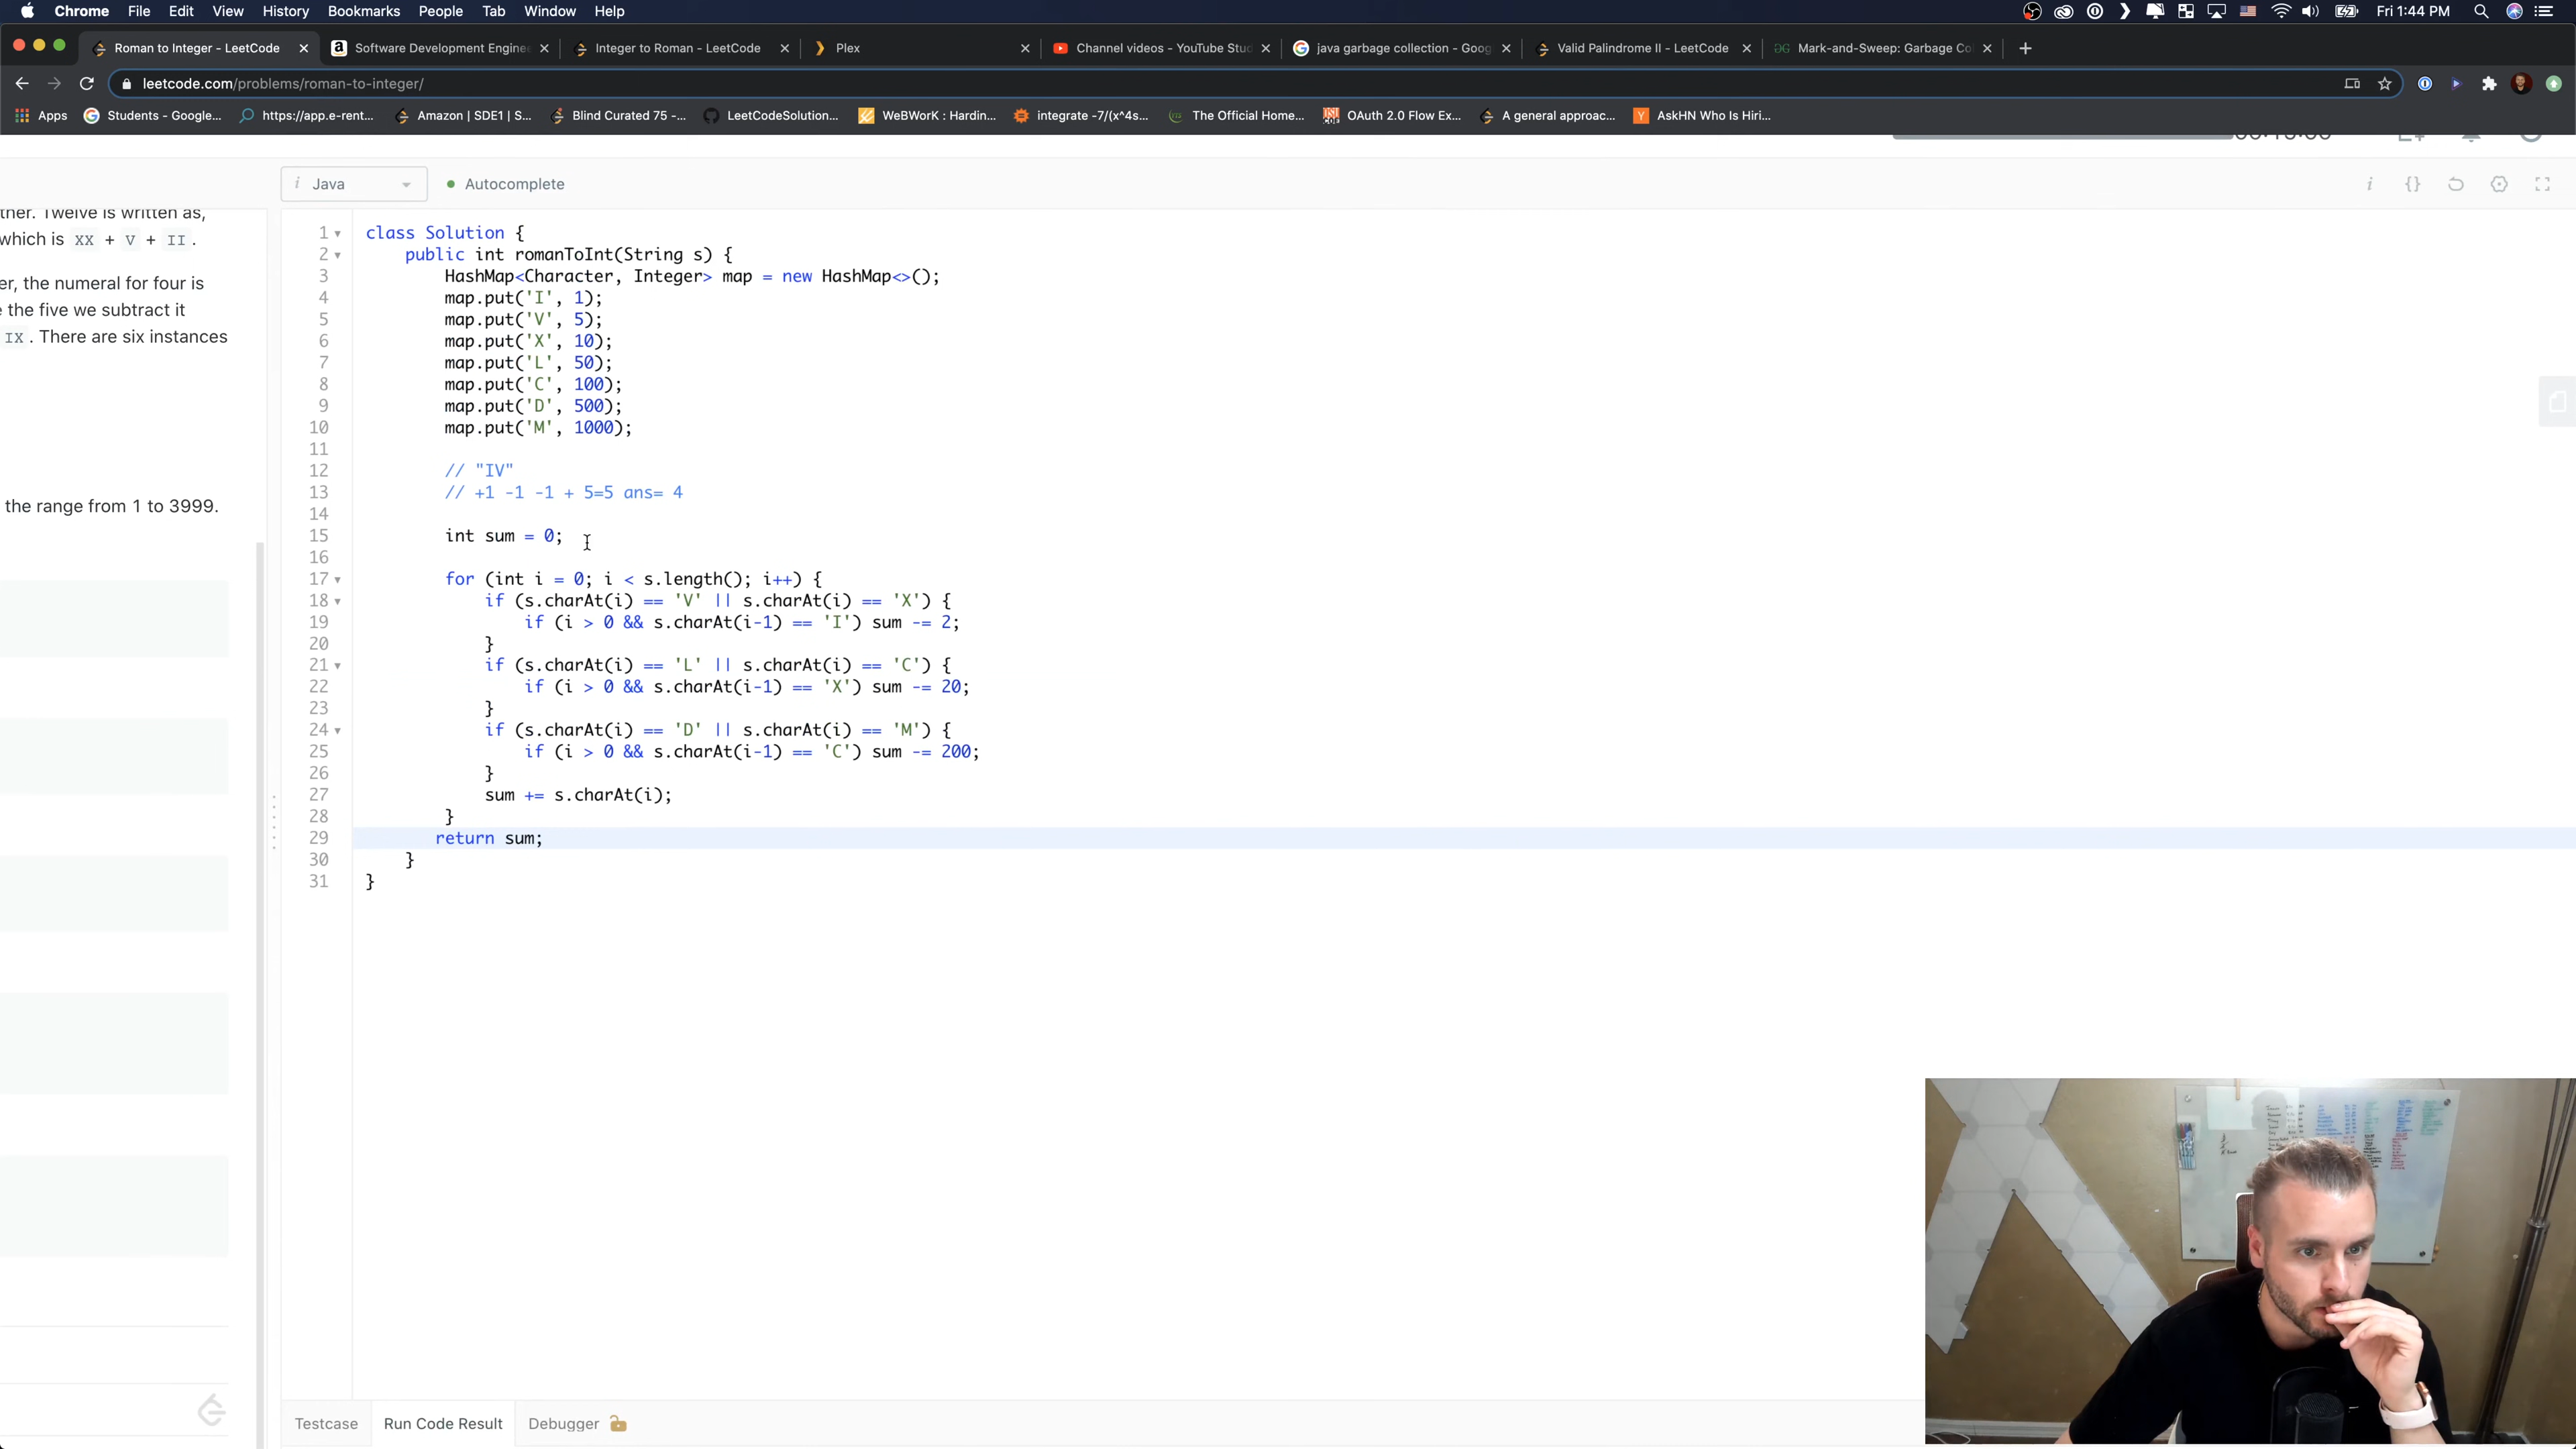 Chrome File Edit View History Bookmarks People Tab Window Help Fri 1:44 PM
Roman to Integer - LeetCode Software Development Engine Integer to Roman - LeetCode Plex Channel videos - YouTube Stud java garbage collection - Goog Valid Palindrome II - LeetCode Mark-and-Sweep: Garbage Co
leetcode.com/problems/roman-to-integer/
Apps Students - Google... https://app.e-rent... Amazon | SDE1 | S... Blind Curated 75 -... LeetCodeSolution... WeBWorK : Hardin... integrate -7/(x^4s... The Official Home... OAuth 2.0 Flow Ex... A general approac... AskHN Who Is Hiri...
i Java Autocomplete
ther. Twelve is written as,
which is XX + V + II .
er, the numeral for four is
e the five we subtract it
IX . There are six instances
the range from 1 to 3999.
1 class Solution {
2 public int romanToInt(String s) {
3 HashMap<Character, Integer> map = new HashMap<>();
4 map.put('I', 1);
5 map.put('V', 5);
6 map.put('X', 10);
7 map.put('L', 50);
8 map.put('C', 100);
9 map.put('D', 500);
10 map.put('M', 1000);
11
12 // "IV"
13 // +1 -1 -1 + 5=5 ans= 4
14
15 int sum = 0;
16
17 for (int i = 0; i < s.length(); i++) {
18 if (s.charAt(i) == 'V' || s.charAt(i) == 'X') {
19 if (i > 0 && s.charAt(i-1) == 'I') sum -= 2;
20 }
21 if (s.charAt(i) == 'L' || s.charAt(i) == 'C') {
22 if (i > 0 && s.charAt(i-1) == 'X') sum -= 20;
23 }
24 if (s.charAt(i) == 'D' || s.charAt(i) == 'M') {
25 if (i > 0 && s.charAt(i-1) == 'C') sum -= 200;
26 }
27 sum += s.charAt(i);
28 }
29 return sum;
30 }
31 }
Testcase Run Code Result Debugger